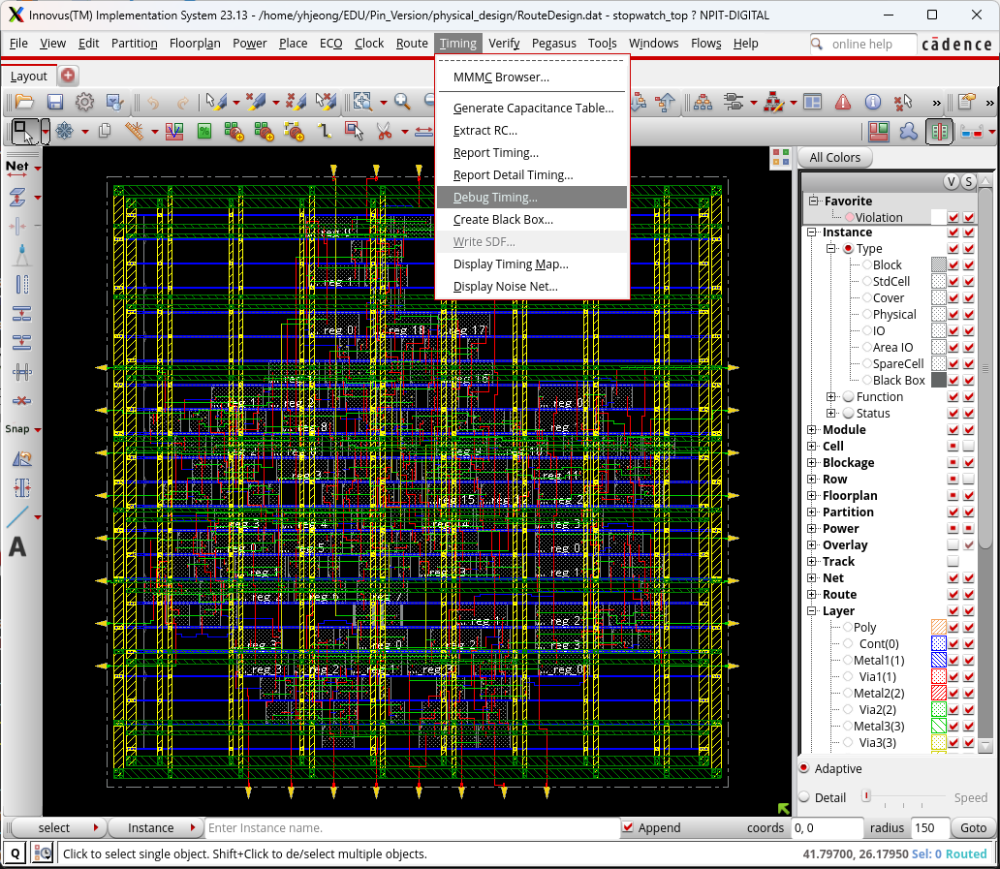 Innovus(TM) Implementation System 23.13 - /home/yhjeong/EDU/Pin_Version/physical_design/RouteDesign.dat - stopwatch_top ? NPIT-DIGITAL
File View Edit Partition Floorplan Power Place ECO Clock Route Timing Verify Pegasus Tools Windows Flows Help
online help
cādence
Layout
MMMC Browser...
Generate Capacitance Table...
Extract RC...
Report Timing...
Report Detail Timing...
Debug Timing...
Create Black Box...
Write SDF...
Display Timing Map...
Display Noise Net...
Net
Snap
A
All Colors
V S
Favorite
Violation
Instance
Type
Block
StdCell
Cover
Physical
IO
Area IO
SpareCell
Black Box
Function
Status
Module
Cell
Blockage
Row
Floorplan
Partition
Power
Overlay
Track
Net
Route
Layer
Poly
Cont(0)
Metal1(1)
Via1(1)
Metal2(2)
Via2(2)
Metal3(3)
Via3(3)
Adaptive
Detail
Speed
select Instance Enter Instance name. Append coords 0, 0 radius 150 Goto
Q Click to select single object. Shift+Click to de/select multiple objects. 41.79700, 26.17950 Sel: 0 Routed